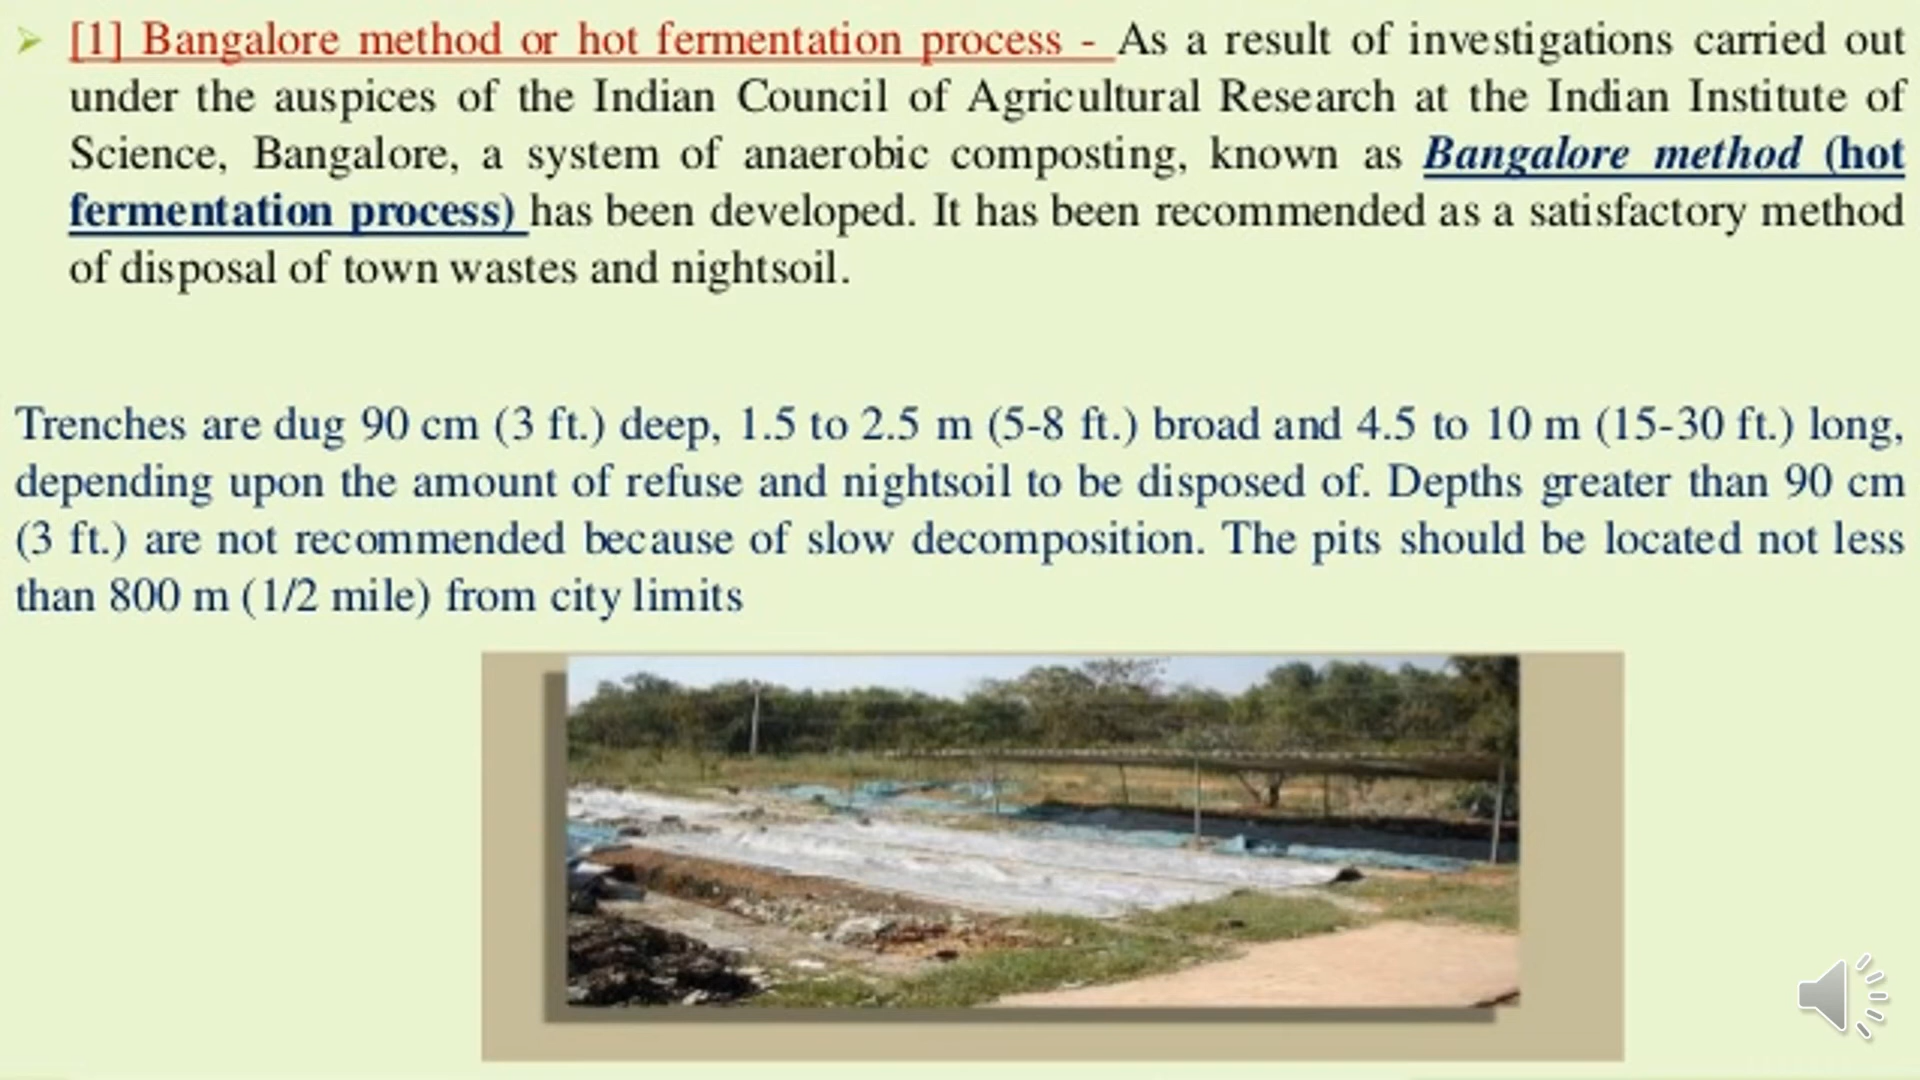 [1] Bangalore method or hot fermentation process - As a result of investigations carried out
under the auspices of the Indian Council of Agricultural Research at the Indian Institute of
Science, Bangalore, a system of anaerobic composting, known as Bangalore method (hot
fermentation process) has been developed. It has been recommended as a satisfactory method
of disposal of town wastes and nightsoil.
Trenches are dug 90 cm (3 ft.) deep, 1.5 to 2.5 m (5-8 ft.) broad and 4.5 to 10 m (15-30 ft.) long,
depending upon the amount of refuse and nightsoil to be disposed of. Depths greater than 90 cm
(3 ft.) are not recommended because of slow decomposition. The pits should be located not less
than 800 m (1/2 mile) from city limits